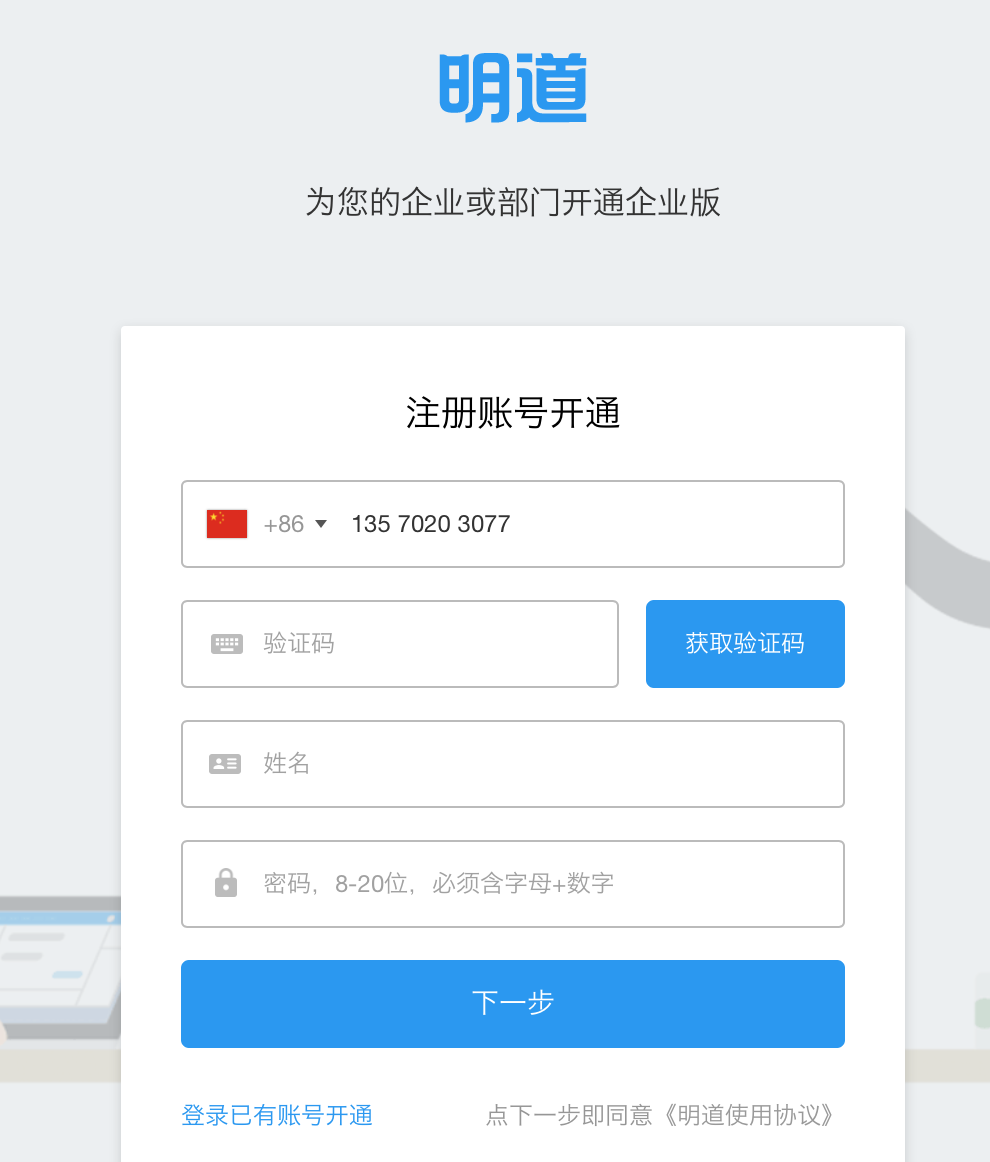 明道
为您的企业或部门开通企业版
注册账号开通
+86 135 7020 3077
验证码 获取验证码
姓名
密码，8-20位，必须含字母+数字
下一步
登录已有账号开通 点下一步即同意《明道使用协议》